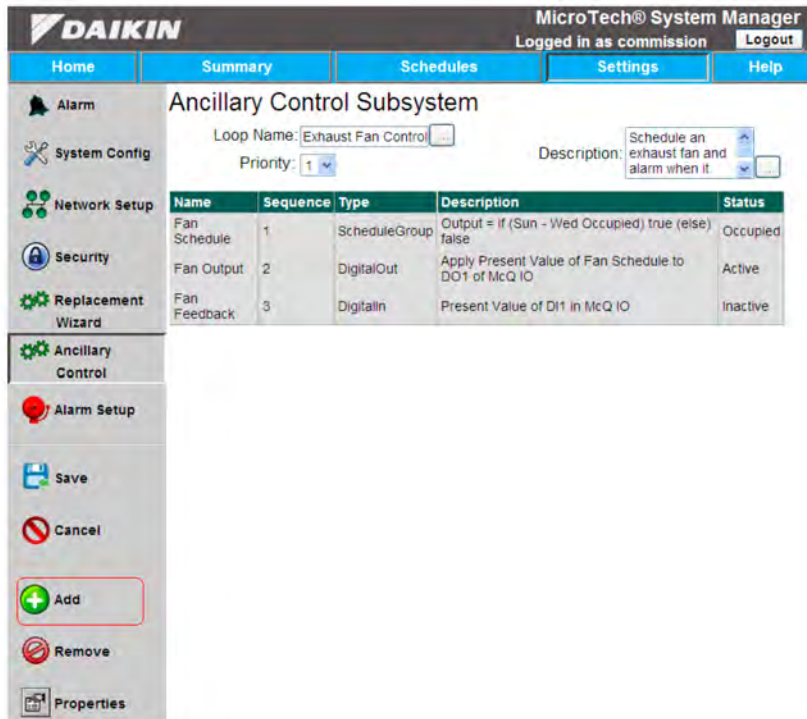 DAIKIN
MicroTech® System Manager
Logged in as commission Logout
Home Summary Schedules Settings Help
Alarm
System Config
Network Setup
Security
Replacement
Wizard
Ancillary
Control
Alarm Setup
Save
Cancel
Add
Remove
Properties
Ancillary Control Subsystem
Loop Name: Exhaust Fan Control ...
Priority: 1
Description: Schedule an
exhaust fan and
alarm when it ...
Name Sequence Type Description Status
Fan
Schedule 1 ScheduleGroup Output = if (Sun - Wed Occupied) true (else)
false Occupied
Fan Output 2 DigitalOut Apply Present Value of Fan Schedule to
DO1 of McQ IO Active
Fan
Feedback 3 DigitalIn Present Value of DI1 in McQ IO Inactive